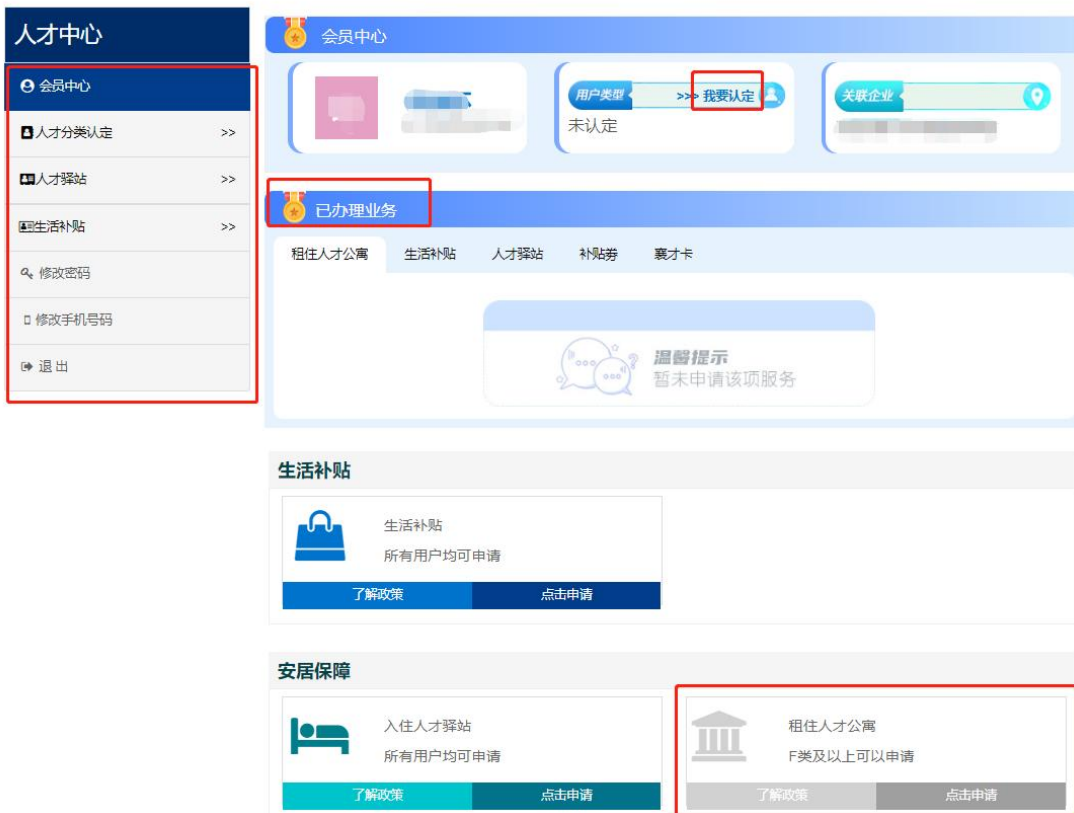 人才中心
会员中心
人才分类认定 >>
人才驿站 >>
生活补贴 >>
修改密码
修改手机号码
退出
会员中心
用户类型 >>> 我要认定
未认定
关联企业
已办理业务
租住人才公寓 生活补贴 人才驿站 补贴券 襄才卡
温馨提示
暂未申请该项服务
生活补贴
生活补贴
所有用户均可申请
了解政策 点击申请
安居保障
入住人才驿站
所有用户均可申请
了解政策 点击申请
租住人才公寓
F类及以上可以申请
了解政策 点击申请